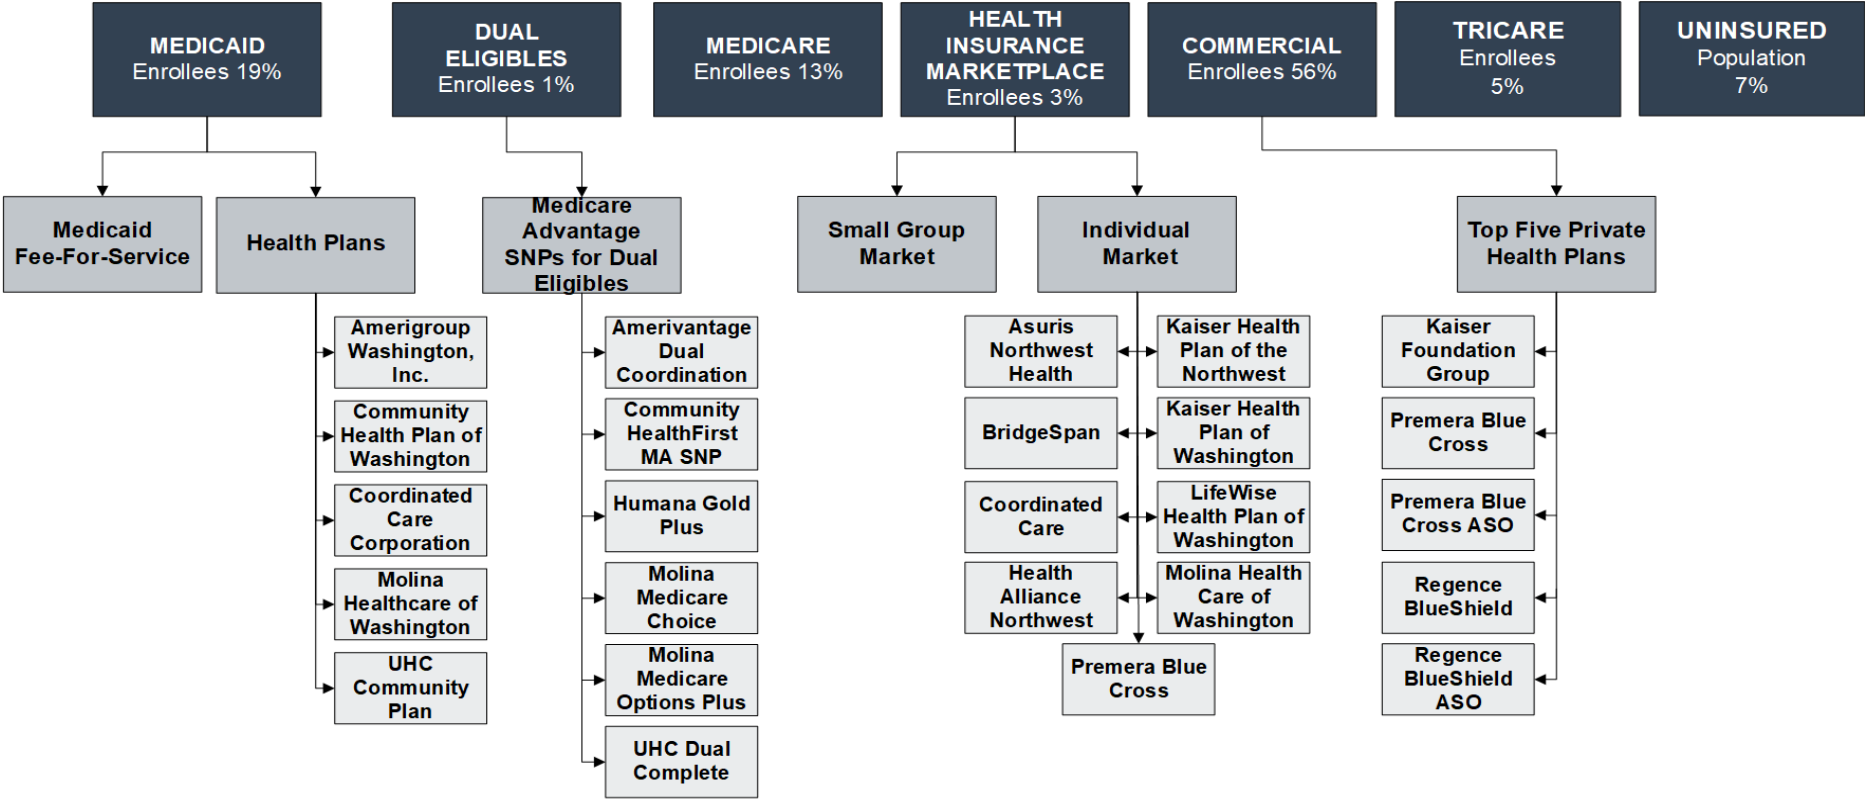 MEDICAID
Enrollees 19%
DUAL
ELIGIBLES
Enrollees 1%
MEDICARE
Enrollees 13%
HEALTH
INSURANCE
MARKETPLACE
Enrollees 3%
COMMERCIAL
Enrollees 56%
TRICARE
Enrollees
5%
UNINSURED
Population
7%
Medicaid
Fee-For-Service
Health Plans
Medicare
Advantage
SNPs for Dual
Eligibles
Small Group
Market
Individual
Market
Top Five Private
Health Plans
Amerigroup
Washington,
Inc.
Community
Health Plan of
Washington
Coordinated
Care
Corporation
Molina
Healthcare of
Washington
UHC
Community
Plan
Amerivantage
Dual
Coordination
Community
HealthFirst
MA SNP
Humana Gold
Plus
Molina
Medicare
Choice
Molina
Medicare
Options Plus
UHC Dual
Complete
Asuris
Northwest
Health
BridgeSpan
Coordinated
Care
Health
Alliance
Northwest
Kaiser Health
Plan of the
Northwest
Kaiser Health
Plan of
Washington
LifeWise
Health Plan of
Washington
Molina Health
Care of
Washington
Premera Blue
Cross
Kaiser
Foundation
Group
Premera Blue
Cross
Premera Blue
Cross ASO
Regence
BlueShield
Regence
BlueShield
ASO